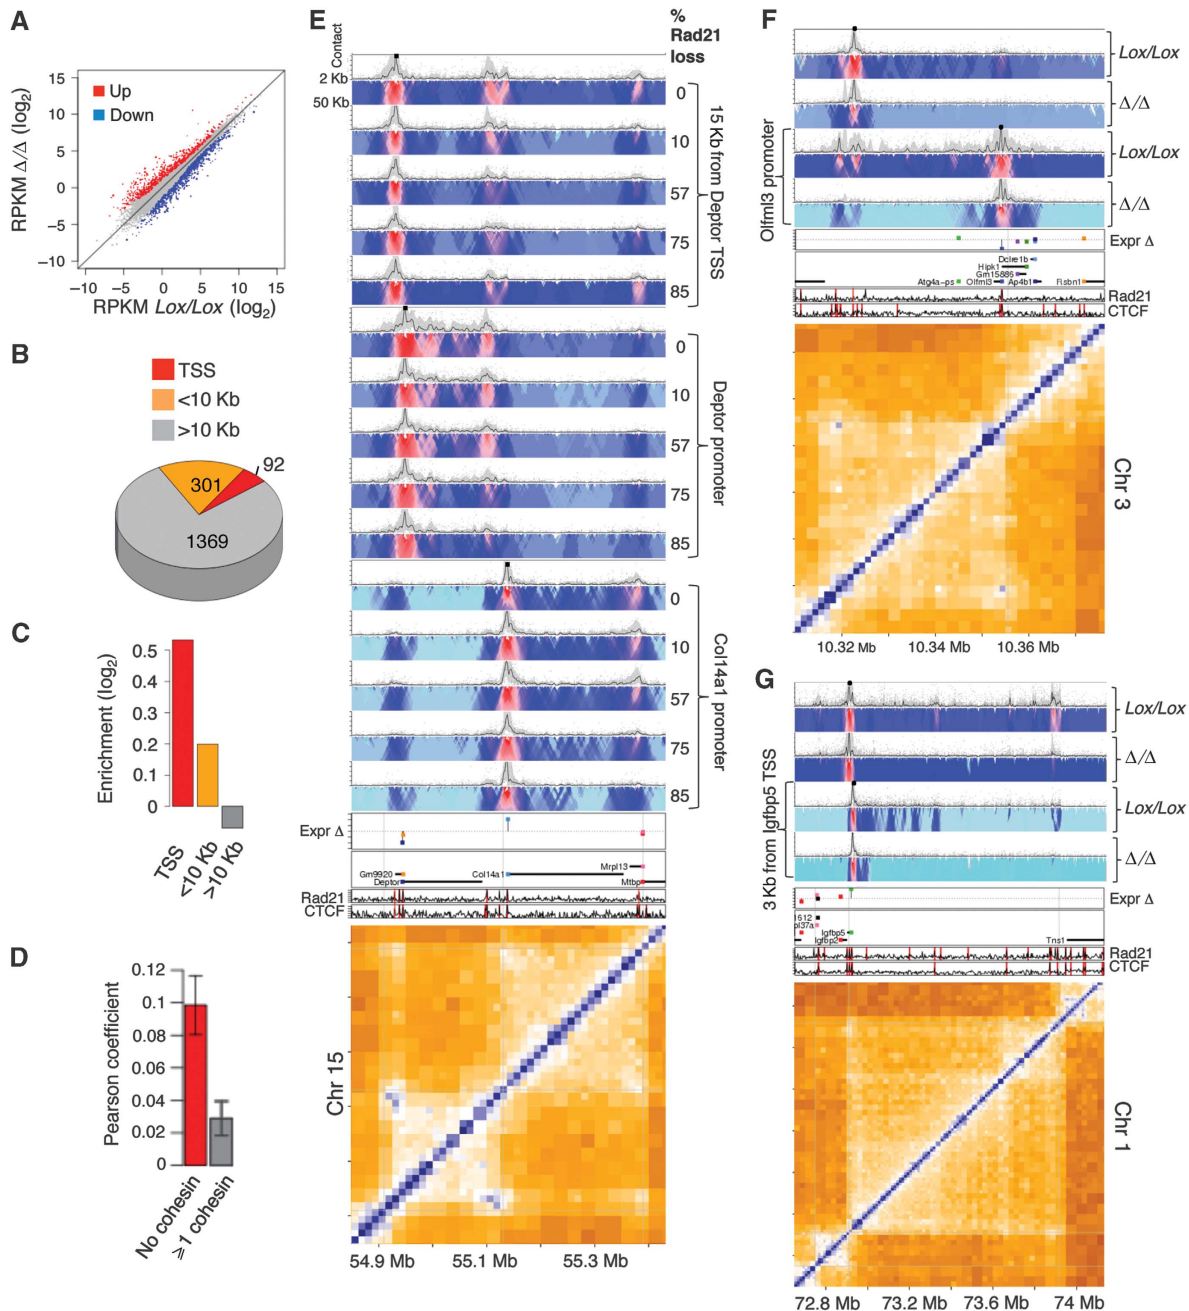 A
RPKM Δ/Δ (log2)
15
10
5
0
−5
−10
Up
Down
−10
−5
0
5
10
15
RPKM Lox/Lox (log2)
B
TSS
<10 Kb
>10 Kb
301
92
1369
C
Enrichment (log2)
0.5
0.4
0.3
0.2
0.1
0
TSS
<10 Kb
>10 Kb
D
Pearson coefficient
0.12
0.1
0.08
0.06
0.04
0.02
0
No cohesin
⩾ 1 cohesin
E
Contact
2 Kb
50 Kb
% Rad21 loss
0
10
57
75
85
15 Kb from Deptor TSS
0
10
57
75
85
Deptor promoter
0
10
57
75
85
Col14a1 promoter
Expr Δ
Mrpl13
Gm9920
Col14a1
Deptor
Mtbp
Rad21
CTCF
Chr 15
54.9 Mb
55.1 Mb
55.3 Mb
F
Lox/Lox
Δ/Δ
Lox/Lox
Δ/Δ
Olfml3 promoter
Expr Δ
Dclre1b
Hipk1
Gm15886
Atg4a−ps
Olfml3
Ap4b1
Rsbn1
Rad21
CTCF
Chr 3
10.32 Mb
10.34 Mb
10.36 Mb
G
Lox/Lox
Δ/Δ
Lox/Lox
Δ/Δ
3 Kb from Igfbp5 TSS
Expr Δ
1612
pl37a
Igfbp5
Igfbp2
Tns1
Rad21
CTCF
Chr 1
72.8 Mb
73.2 Mb
73.6 Mb
74 Mb